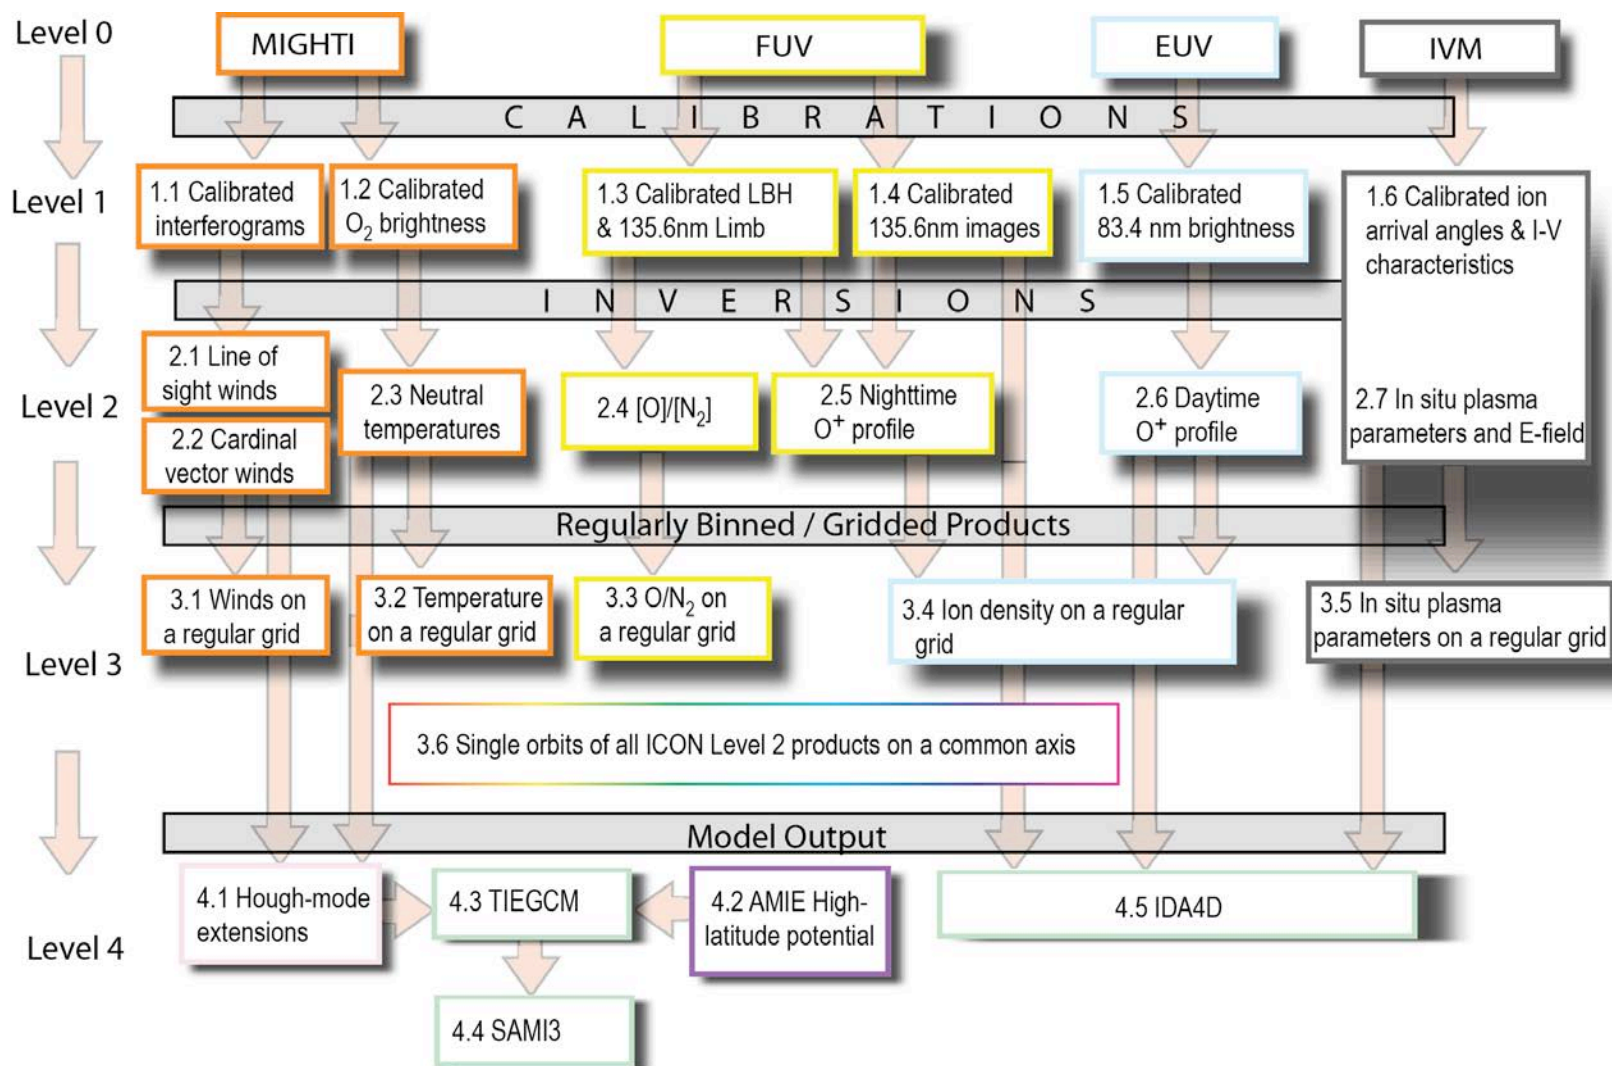 Level 0
MIGHTI
FUV
EUV
IVM
CALIBRATIONS
Level 1
1.1 Calibrated
interferograms
1.2 Calibrated
O₂ brightness
1.3 Calibrated LBH
& 135.6nm Limb
1.4 Calibrated
135.6nm images
1.5 Calibrated
83.4 nm brightness
1.6 Calibrated ion
arrival angles & I-V
characteristics
INVERSIONS
Level 2
2.1 Line of
sight winds
2.2 Cardinal
vector winds
2.3 Neutral
temperatures
2.4 [O]/[N₂]
2.5 Nighttime
O⁺ profile
2.6 Daytime
O⁺ profile
2.7 In situ plasma
parameters and E-field
Regularly Binned / Gridded Products
Level 3
3.1 Winds on
a regular grid
3.2 Temperature
on a regular grid
3.3 O/N₂ on
a regular grid
3.4 Ion density on a regular
grid
3.5 In situ plasma
parameters on a regular grid
3.6 Single orbits of all ICON Level 2 products on a common axis
Model Output
Level 4
4.1 Hough-mode
extensions
4.3 TIEGCM
4.2 AMIE High-
latitude potential
4.5 IDA4D
4.4 SAMI3